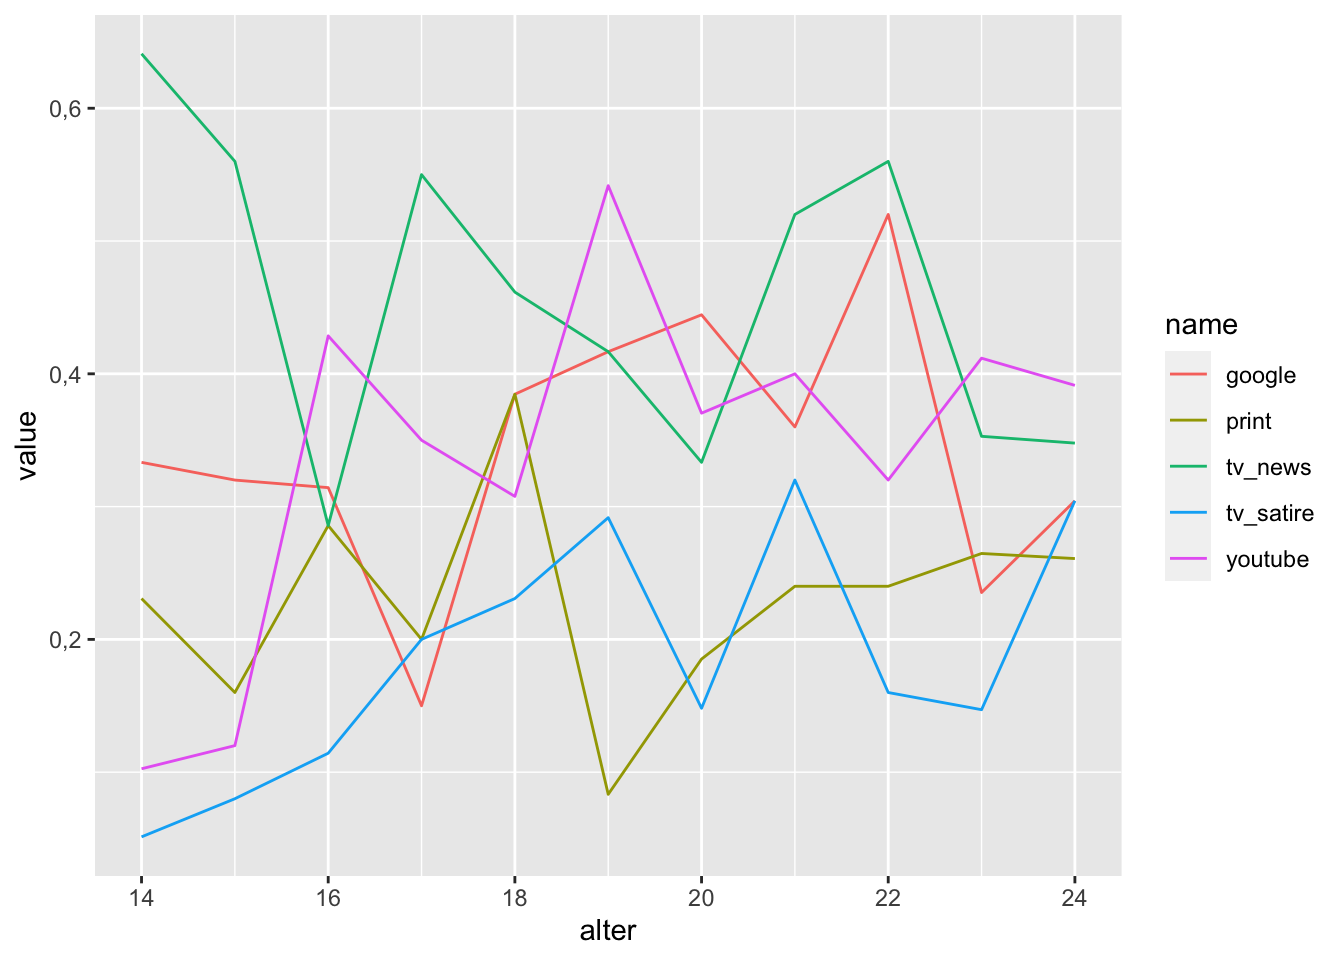 0,6
0,4
0,2
value
14 16 18 20 22 24
alter
name
google
print
tv_news
tv_satire
youtube